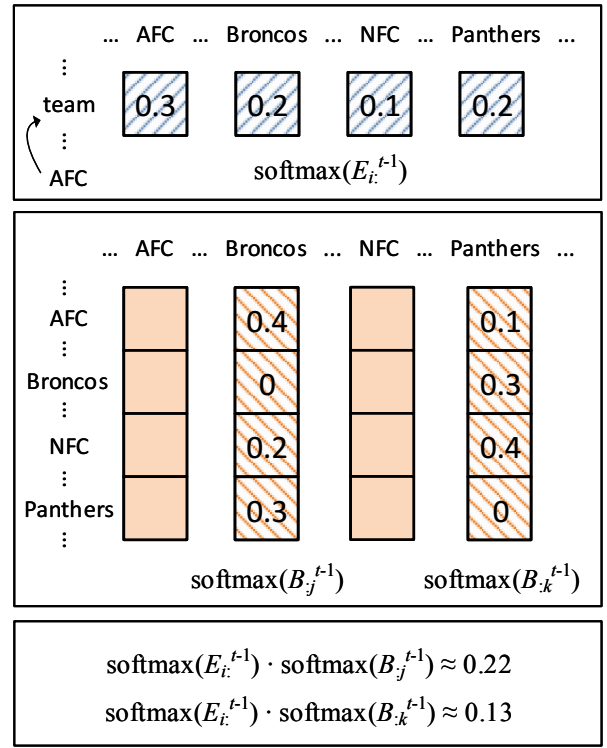 ... AFC ... Broncos ... NFC ... Panthers ...
⋮
team 0.3 0.2 0.1 0.2
⋮
AFC
softmax(E_{i:}^{t-1})
... AFC ... Broncos ... NFC ... Panthers ...
⋮
AFC 0.4 0.1
⋮
Broncos 0 0.3
⋮
NFC 0.2 0.4
⋮
Panthers 0.3 0
⋮
softmax(B_{:j}^{t-1}) softmax(B_{:k}^{t-1})
softmax(E_{i:}^{t-1}) · softmax(B_{:j}^{t-1}) ≈ 0.22
softmax(E_{i:}^{t-1}) · softmax(B_{:k}^{t-1}) ≈ 0.13